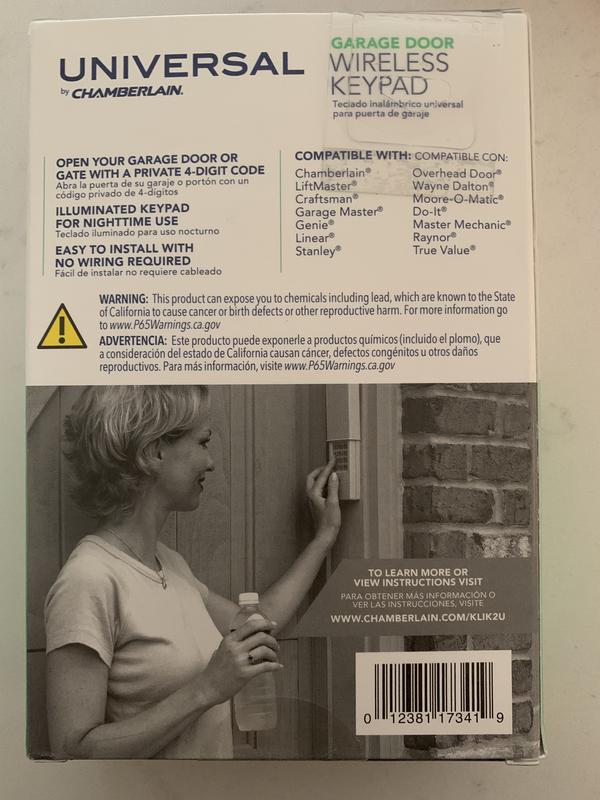 UNIVERSAL
by CHAMBERLAIN.
GARAGE DOOR
WIRELESS
KEYPAD
Teclado inalámbrico universal
para puerta de garaje
OPEN YOUR GARAGE DOOR OR
GATE WITH A PRIVATE 4-DIGIT CODE
Abra la puerta de su garaje o portón con un
código privado de 4-dígitos
ILLUMINATED KEYPAD
FOR NIGHTTIME USE
Teclado iluminado para uso nocturno
EASY TO INSTALL WITH
NO WIRING REQUIRED
Fácil de instalar no requiere cableado
COMPATIBLE WITH: COMPATIBLE CON:
Chamberlain®
LiftMaster®
Craftsman®
Garage Master®
Genie®
Linear®
Stanley®
Overhead Door®
Wayne Dalton®
Moore-O-Matic®
Do-It®
Master Mechanic®
Raynor®
True Value®
WARNING: This product can expose you to chemicals including lead, which are known to the State
of California to cause cancer or birth defects or other reproductive harm. For more information go
to www.P65Warnings.ca.gov
ADVERTENCIA: Este producto puede exponerle a productos químicos (incluido el plomo), que
a consideración del estado de California causan cáncer, defectos congénitos u otros daños
reproductivos. Para más información, visite www.P65Warnings.ca.gov
TO LEARN MORE OR
VIEW INSTRUCTIONS VISIT
PARA OBTENER MÁS INFORMACIÓN O
VER LAS INSTRUCCIONES, VISITE
WWW.CHAMBERLAIN.COM/KLIK2U
0 12381 17341 9